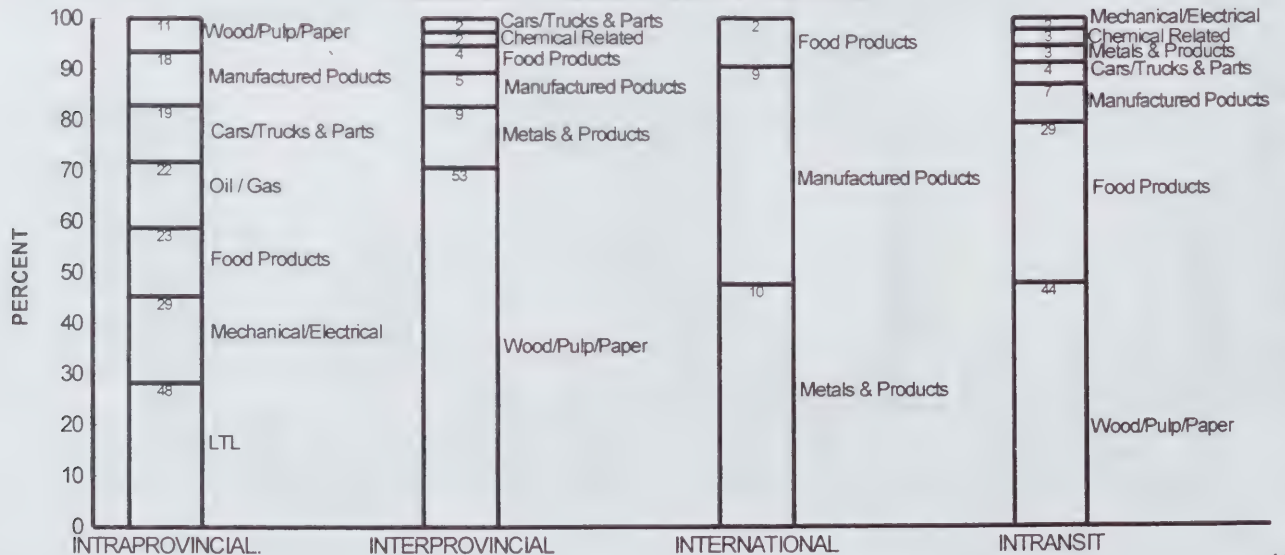 PERCENT
100
90
80
70
60
50
40
30
20
10
0
11 Wood/Pulp/Paper
18 Manufactured Poducts
19 Cars/Trucks & Parts
22 Oil / Gas
23 Food Products
29 Mechanical/Electrical
48 LTL
INTRAPROVINCIAL.
2 Cars/Trucks & Parts
2 Chemical Related
4 Food Products
5 Manufactured Poducts
9 Metals & Products
53 Wood/Pulp/Paper
INTERPROVINCIAL
2 Food Products
9 Manufactured Poducts
10 Metals & Products
INTERNATIONAL
2 Mechanical/Electrical
3 Chemical Related
3 Metals & Products
4 Cars/Trucks & Parts
7 Manufactured Poducts
29 Food Products
44 Wood/Pulp/Paper
INTRANSIT